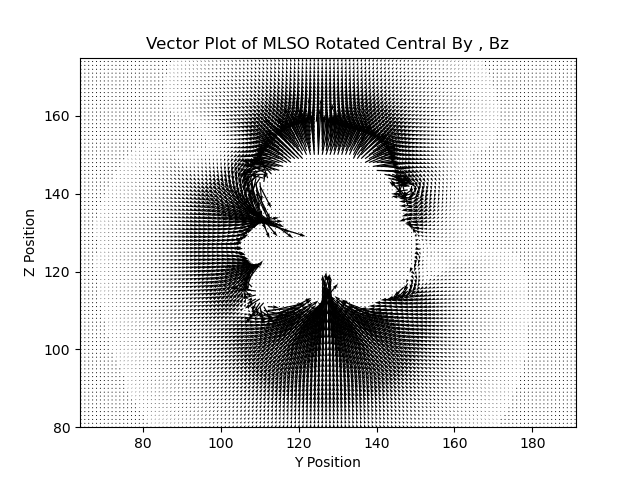 Vector Plot of MLSO Rotated Central By , Bz
160
140
120
100
80
Z Position
80 100 120 140 160 180
Y Position